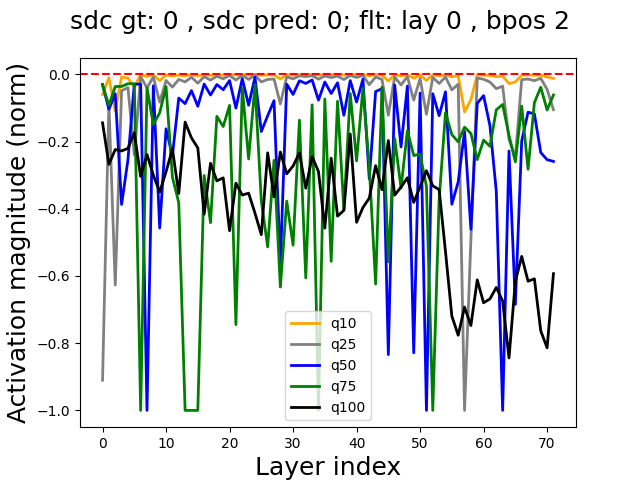 sdc gt: 0 , sdc pred: 0; flt: lay 0 , bpos 2
Activation magnitude (norm)
0.0
−0.2
−0.4
−0.6
−0.8
−1.0
q10
q25
q50
q75
q100
0 10 20 30 40 50 60 70
Layer index